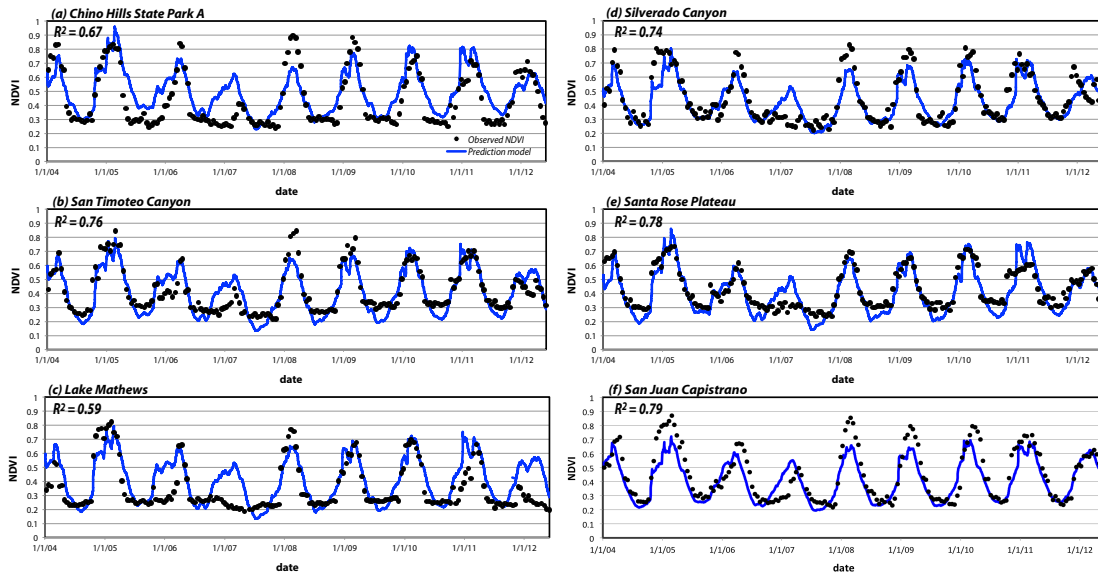 (a) Chino Hills State Park A
R² = 0.67
NDVI
1
0.9
0.8
0.7
0.6
0.5
0.4
0.3
0.2
0.1
0
Observed NDVI
Prediction model
1/1/04 1/1/05 1/1/06 1/1/07 1/1/08 1/1/09 1/1/10 1/1/11 1/1/12
date
(b) San Timoteo Canyon
R² = 0.76
NDVI
1
0.9
0.8
0.7
0.6
0.5
0.4
0.3
0.2
0.1
0
1/1/04 1/1/05 1/1/06 1/1/07 1/1/08 1/1/09 1/1/10 1/1/11 1/1/12
date
(c) Lake Mathews
R² = 0.59
NDVI
1
0.9
0.8
0.7
0.6
0.5
0.4
0.3
0.2
0.1
0
1/1/04 1/1/05 1/1/06 1/1/07 1/1/08 1/1/09 1/1/10 1/1/11 1/1/12
date
(d) Silverado Canyon
R² = 0.74
NDVI
1
0.9
0.8
0.7
0.6
0.5
0.4
0.3
0.2
0.1
0
1/1/04 1/1/05 1/1/06 1/1/07 1/1/08 1/1/09 1/1/10 1/1/11 1/1/12
date
(e) Santa Rose Plateau
R² = 0.78
NDVI
1
0.9
0.8
0.7
0.6
0.5
0.4
0.3
0.2
0.1
0
1/1/04 1/1/05 1/1/06 1/1/07 1/1/08 1/1/09 1/1/10 1/1/11 1/1/12
date
(f) San Juan Capistrano
R² = 0.79
NDVI
1
0.9
0.8
0.7
0.6
0.5
0.4
0.3
0.2
0.1
0
1/1/04 1/1/05 1/1/06 1/1/07 1/1/08 1/1/09 1/1/10 1/1/11 1/1/12
date